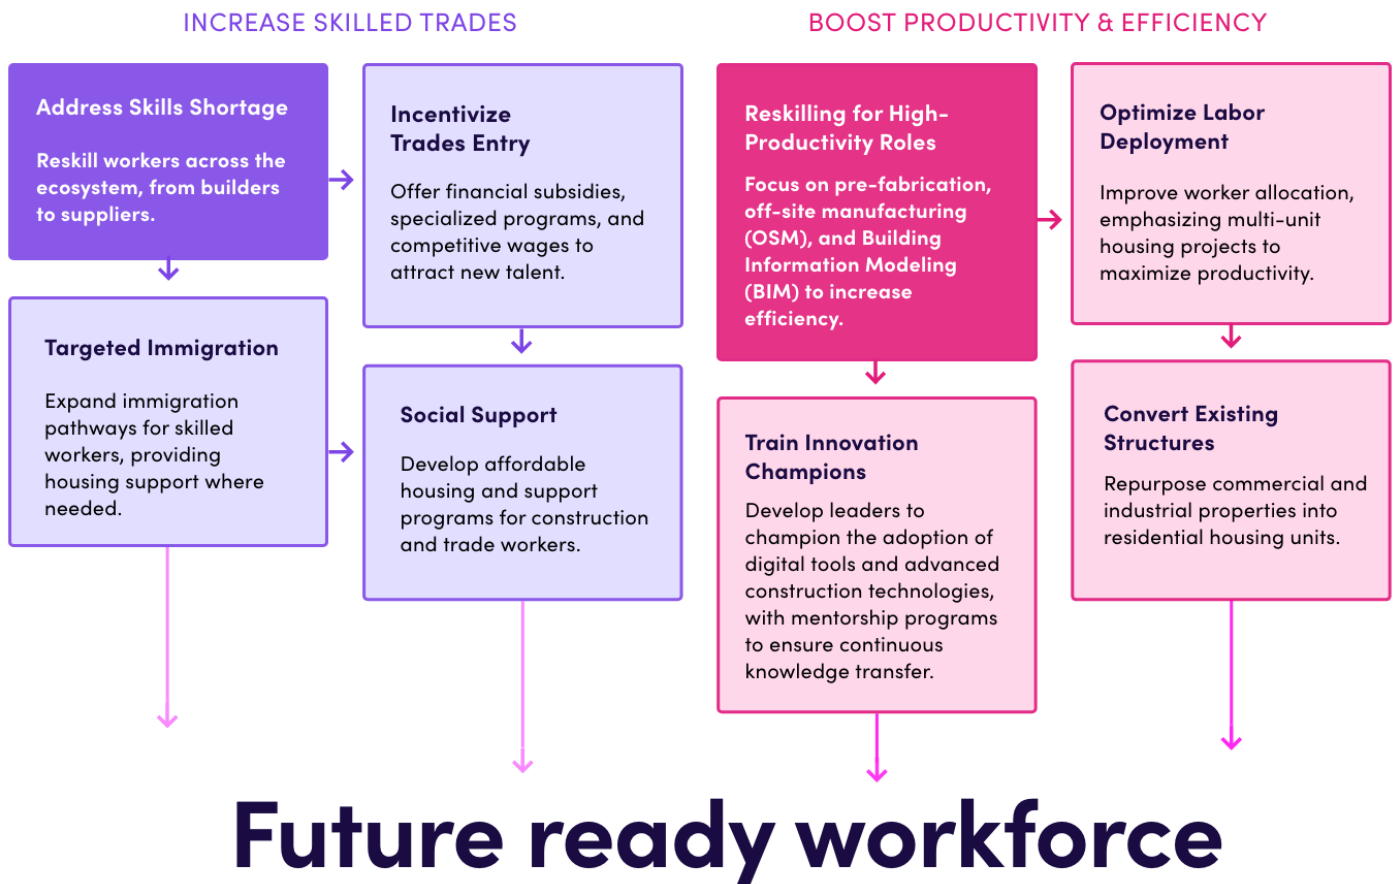 INCREASE SKILLED TRADES
Address Skills Shortage
Reskill workers across the
ecosystem, from builders
to suppliers.
Incentivize
Trades Entry
Offer financial subsidies,
specialized programs, and
competitive wages to
attract new talent.
Targeted Immigration
Expand immigration
pathways for skilled
workers, providing
housing support where
needed.
Social Support
Develop affordable
housing and support
programs for construction
and trade workers.
BOOST PRODUCTIVITY & EFFICIENCY
Reskilling for High-
Productivity Roles
Focus on pre-fabrication,
off-site manufacturing
(OSM), and Building
Information Modeling
(BIM) to increase
efficiency.
Optimize Labor
Deployment
Improve worker allocation,
emphasizing multi-unit
housing projects to
maximize productivity.
Train Innovation
Champions
Develop leaders to
champion the adoption of
digital tools and advanced
construction technologies,
with mentorship programs
to ensure continuous
knowledge transfer.
Convert Existing
Structures
Repurpose commercial and
industrial properties into
residential housing units.
Future ready workforce